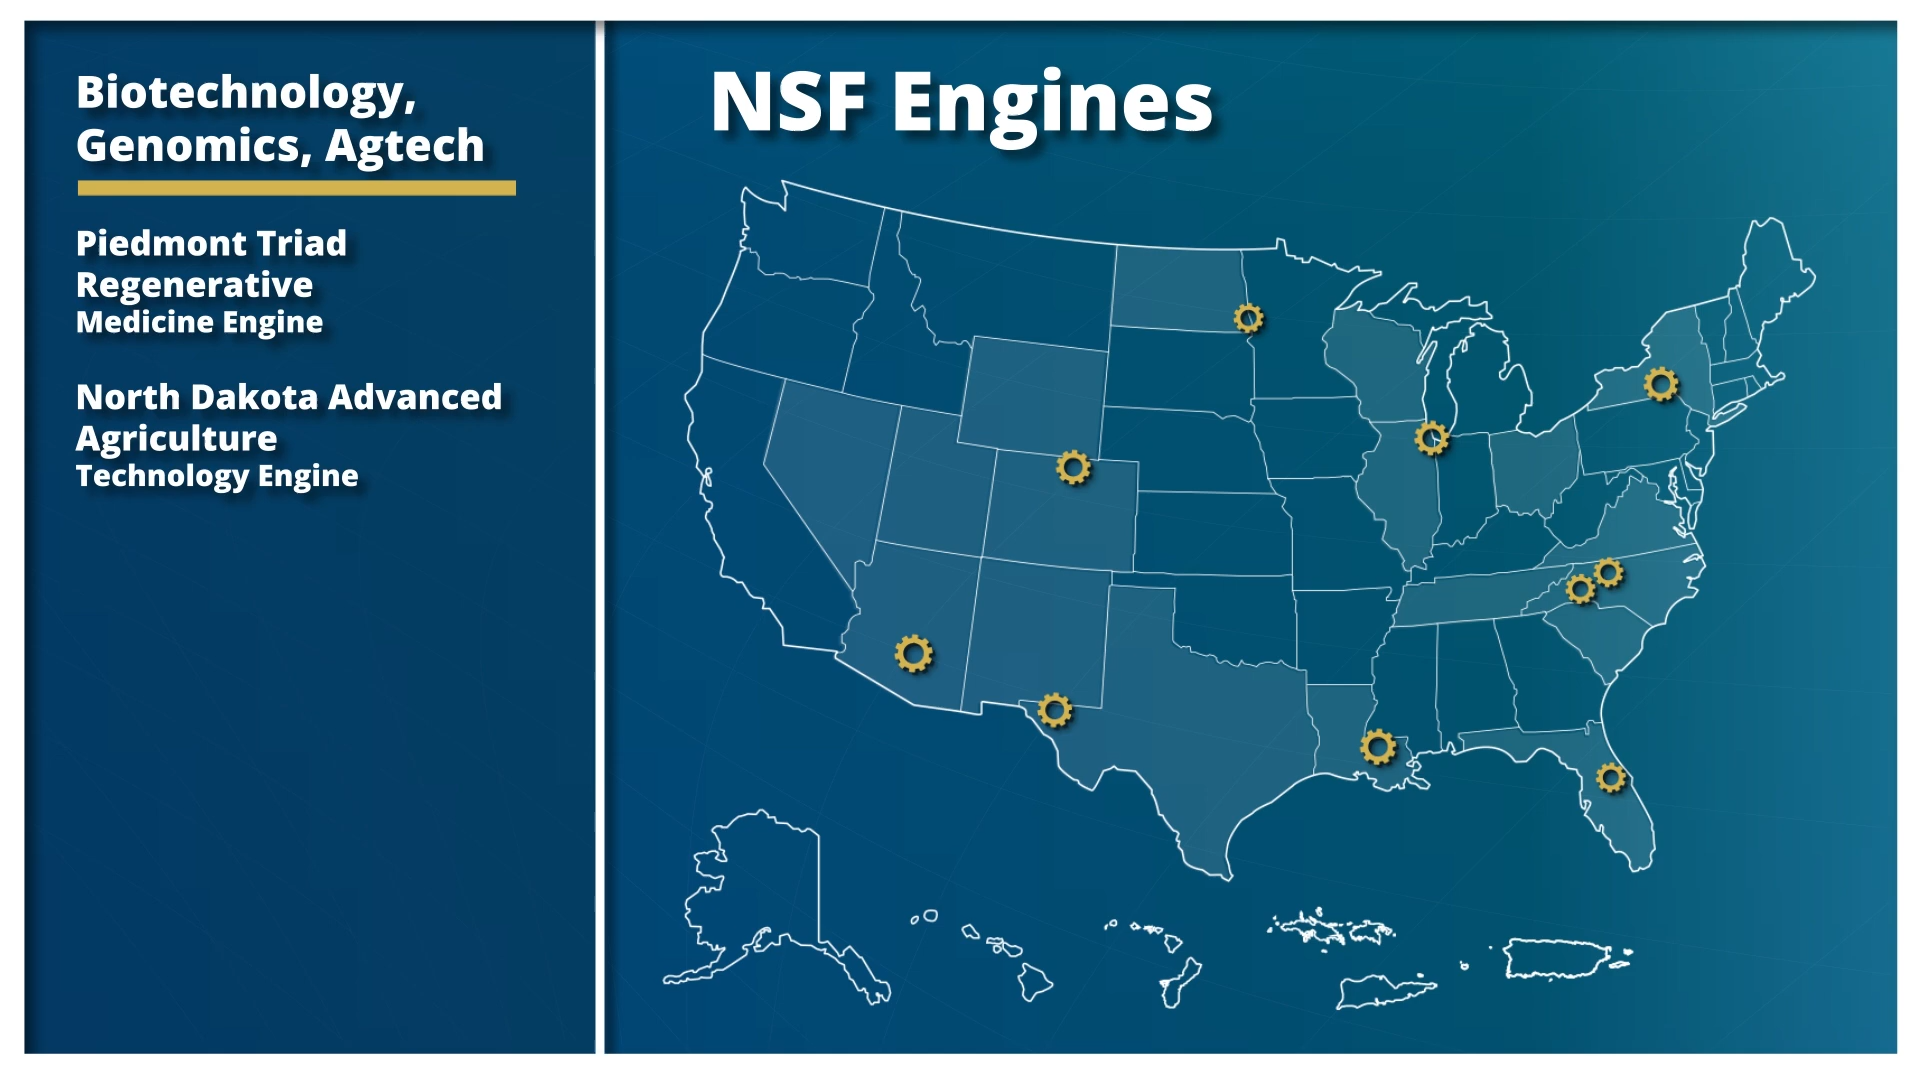 Biotechnology,
Genomics, Agtech
Piedmont Triad
Regenerative
Medicine Engine
North Dakota Advanced
Agriculture
Technology Engine
NSF Engines